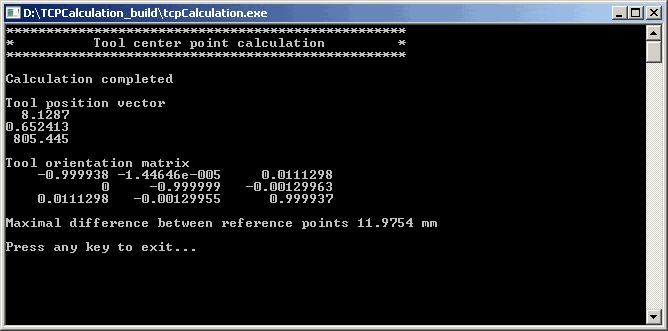 D:\TCPCalculation_build\tcpCalculation.exe
**************************************************
* Tool center point calculation *
**************************************************
Calculation completed
Tool position vector
8.1287
0.652413
805.445
Tool orientation matrix
-0.999938 -1.44646e-005 0.0111298
0 -0.999999 -0.00129963
0.0111298 -0.00129955 0.999937
Maximal difference between reference points 11.9754 mm
Press any key to exit...